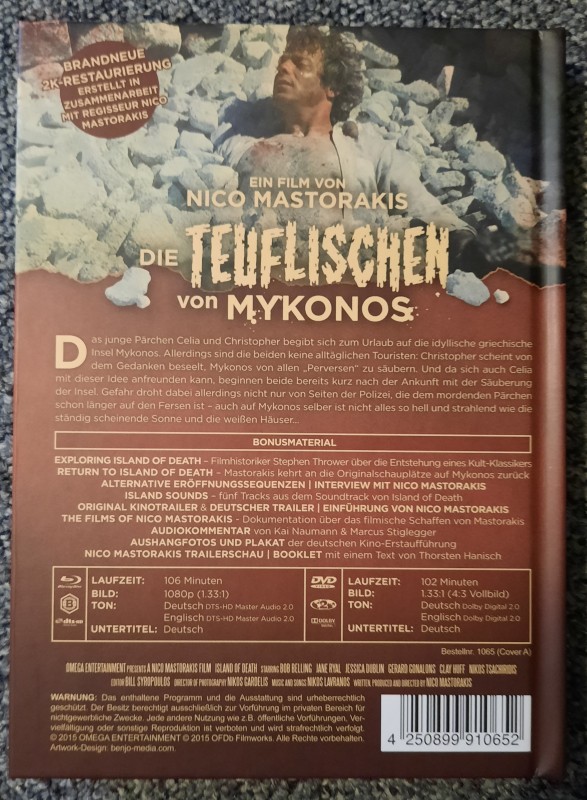 BRANDNEUE
2K-RESTAURIERUNG
ERSTELLT IN
ZUSAMMENARBEIT
MIT REGISSEUR NICO
MASTORAKIS
EIN FILM VON
NICO MASTORAKIS
DIE TEUFLISCHEN
von MYKONOS
Das junge Pärchen Celia und Christopher begibt sich zum Urlaub auf die idyllische griechische
Insel Mykonos. Allerdings sind die beiden keine alltäglichen Touristen: Christopher scheint von
dem Gedanken beseelt, Mykonos von allen „Perversen" zu säubern. Und da sich auch Celia
mit dieser Idee anfreunden kann, beginnen beide bereits kurz nach der Ankunft mit der Säuberung
der Insel. Gefahr droht dabei allerdings nicht nur von Seiten der Polizei, die dem mordenden Pärchen
schon länger auf den Fersen ist – auch auf Mykonos selber ist nicht alles so hell und strahlend wie die
ständig scheinende Sonne und die weißen Häuser...
BONUSMATERIAL
EXPLORING ISLAND OF DEATH – Filmhistoriker Stephen Thrower über die Entstehung eines Kult-Klassikers
RETURN TO ISLAND OF DEATH – Mastorakis kehrt an die Originalschauplätze auf Mykonos zurück
ALTERNATIVE ERÖFFNUNGSSEQUENZEN | INTERVIEW MIT NICO MASTORAKIS
ISLAND SOUNDS – fünf Tracks aus dem Soundtrack von Island of Death
ORIGINAL KINOTRAILER & DEUTSCHER TRAILER | EINFÜHRUNG VON NICO MASTORAKIS
THE FILMS OF NICO MASTORAKIS - Dokumentation über das filmische Schaffen von Mastorakis
AUDIOKOMMENTAR von Kai Naumann & Marcus Stiglegger
AUSHANGFOTOS UND PLAKAT der deutschen Kino-Erstaufführung
NICO MASTORAKIS TRAILERSCHAU | BOOKLET mit einem Text von Thorsten Hanisch
LAUFZEIT: 106 Minuten
BILD: 1080p (1.33:1)
TON: Deutsch DTS-HD Master Audio 2.0
Englisch DTS-HD Master Audio 2.0
UNTERTITEL: Deutsch
DVD
LAUFZEIT: 102 Minuten
BILD: 1.33:1 (4:3 Vollbild)
TON: Deutsch Dolby Digital 2.0
Englisch Dolby Digital 2.0
UNTERTITEL: Deutsch
Bestellnr. 1065 (Cover A)
OMEGA ENTERTAINMENT PRESENTS A NICO MASTORAKIS FILM ISLAND OF DEATH STARRING BOB BELLING JANE RYAL JESSICA DUBLIN GERARD GONALONS CLAY HUFF NIKOS TSACHIRIDIS
EDITOR BILL SYROPOULOS DIRECTOR OF PHOTOGRAPHY NIKOS GARDELIS MUSIC AND SONGS NIKOS LAVRANOS WRITTEN, PRODUCED AND DIRECTED BY NICO MASTORAKIS
WARNUNG: Das enthaltene Programm und die Ausstattung sind urheberrechtlich
geschützt. Der Besitz berechtigt ausschließlich zur Vorführung im privaten Bereich für
nichtgewerbliche Zwecke. Jede andere Nutzung wie z.B. öffentliche Vorführungen, Ver-
vielfältigung oder sonstige Reproduktion ist verboten und wird strafrechtlich verfolgt.
© 2015 OMEGA ENTERTAINMENT © 2015 OFDb Filmworks. Alle Rechte vorbehalten.
Artwork-Design: benjo-media.com
4 250899 910652